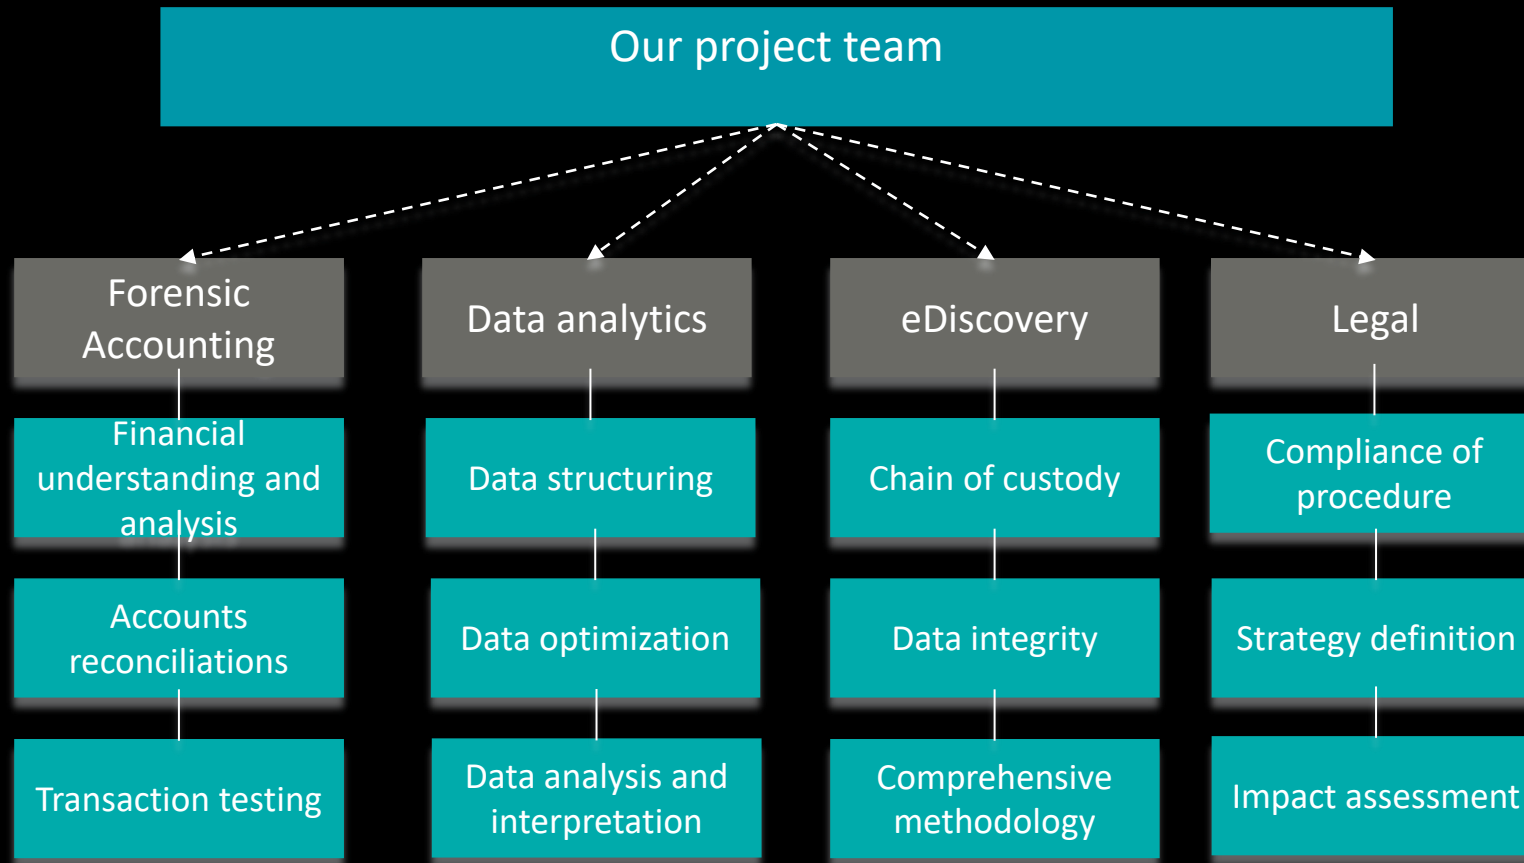 Our project team
Forensic
Accounting
Data analytics
eDiscovery
Legal
Financial
understanding and
analysis
Data structuring
Chain of custody
Compliance of
procedure
Accounts
reconciliations
Data optimization
Data integrity
Strategy definition
Transaction testing
Data analysis and
interpretation
Comprehensive
methodology
Impact assessment